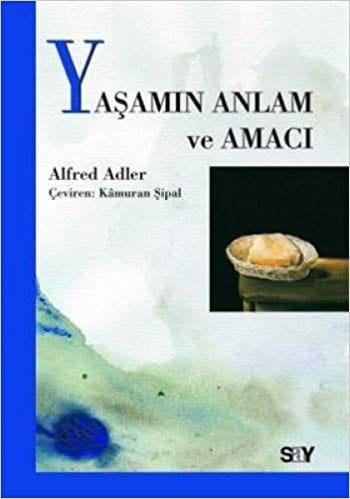 YAŞAMIN ANLAM
ve AMACI
Alfred Adler
Çeviren: Kâmuran Şipal
SAY